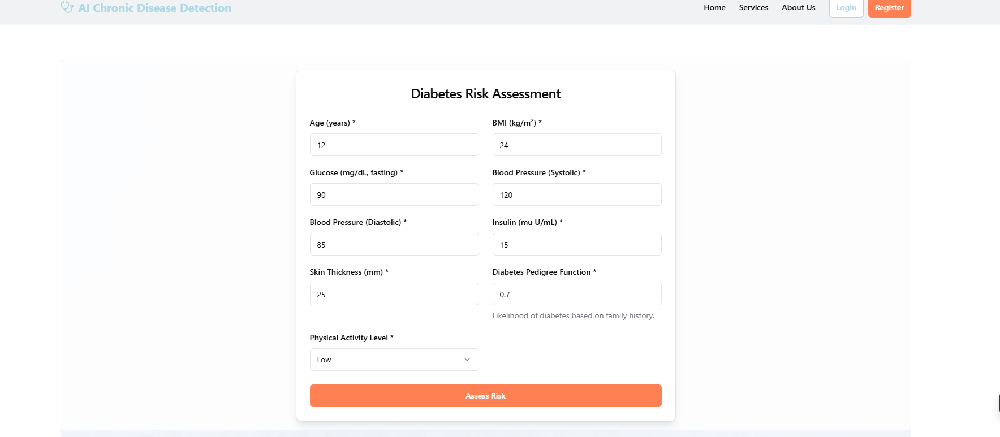 AI Chronic Disease Detection
Home Services About Us Login Register
Diabetes Risk Assessment
Age (years) * BMI (kg/m²) *
12 24
Glucose (mg/dL, fasting) * Blood Pressure (Systolic) *
90 120
Blood Pressure (Diastolic) * Insulin (mu U/mL) *
85 15
Skin Thickness (mm) * Diabetes Pedigree Function *
25 0.7
Likelihood of diabetes based on family history.
Physical Activity Level *
Low
Assess Risk